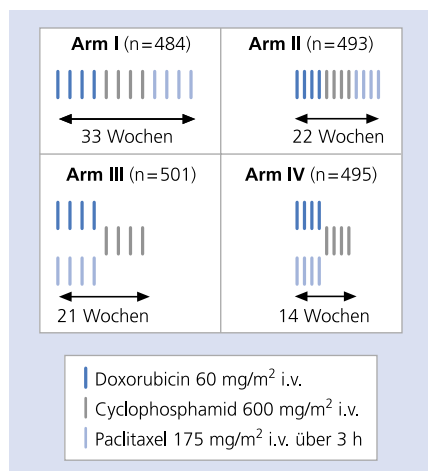 Arm I (n=484)
33 Wochen
Arm II (n=493)
22 Wochen
Arm III (n=501)
21 Wochen
Arm IV (n=495)
14 Wochen
Doxorubicin 60 mg/m² i.v.
Cyclophosphamid 600 mg/m² i.v.
Paclitaxel 175 mg/m² i.v. über 3 h